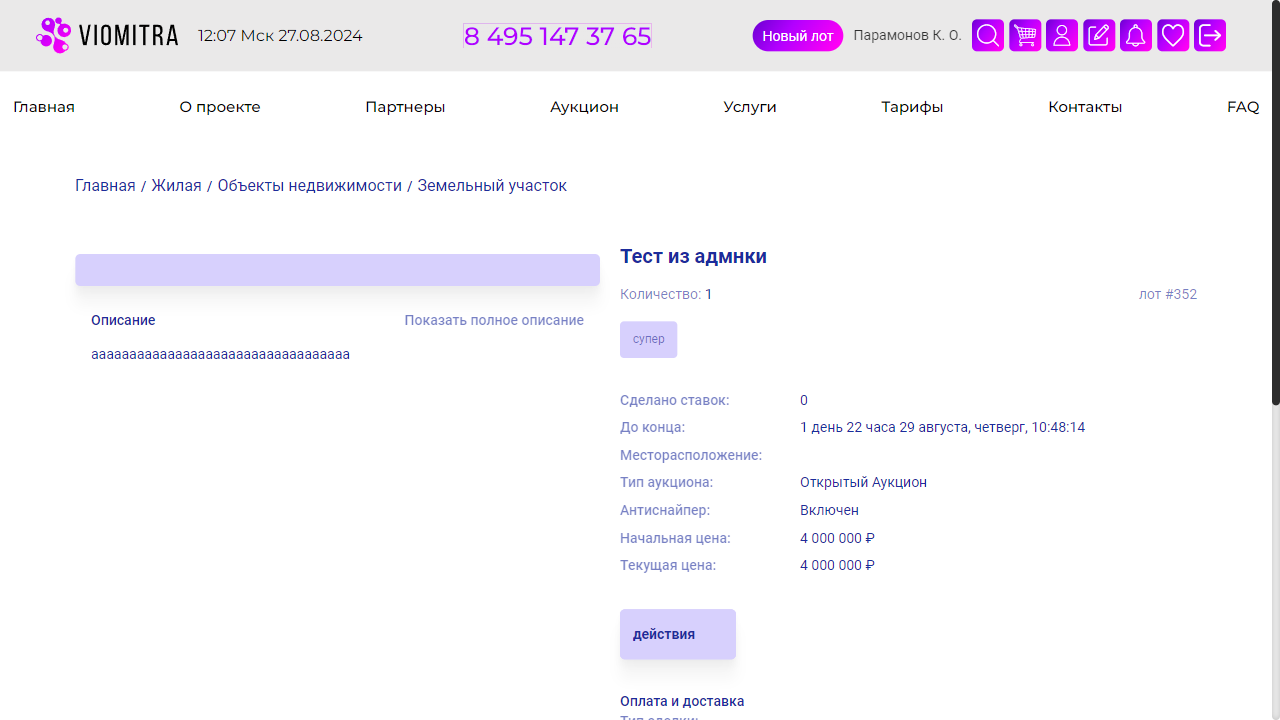 VIOMITRA 12:07 Мск 27.08.2024 8 495 147 37 65 Новый лот Парамонов К. О.
Главная О проекте Партнеры Аукцион Услуги Тарифы Контакты FAQ
Главная / Жилая / Объекты недвижимости / Земельный участок
Тест из адмнки
Количество: 1 лот #352
Описание Показать полное описание
супер
аааааааааааааааааааааааааааааааааа
Сделано ставок: 0
До конца: 1 день 22 часа 29 августа, четверг, 10:48:14
Месторасположение:
Тип аукциона: Открытый Аукцион
Антиснайпер: Включен
Начальная цена: 4 000 000 ₽
Текущая цена: 4 000 000 ₽
действия
Оплата и доставка
Тип сделки: